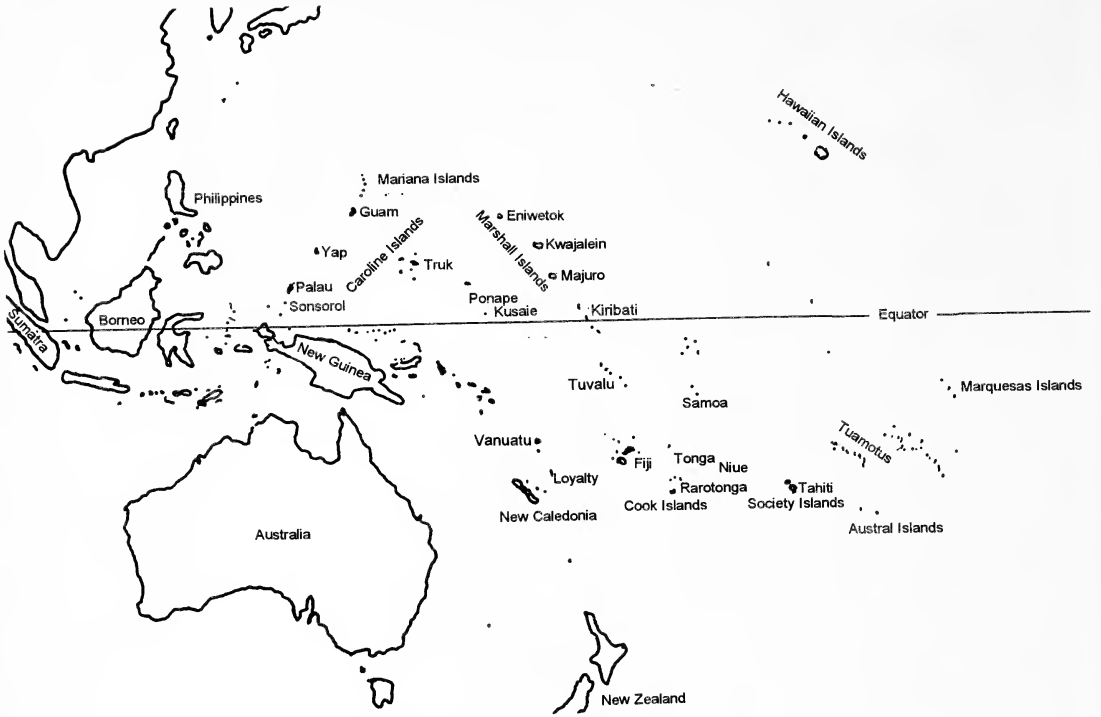 Hawaiian Islands
Mariana Islands
Philippines
Guam
Eniwetok
Marshall Islands
Caroline Islands
Kwajalein
Yap
Truk
Majuro
Palau
Ponape
Sonsorol
Kusaie
Kiribati
Equator
Borneo
Sumatra
New Guinea
Tuvalu
Marquesas Islands
Samoa
Tuamotus
Vanuatu
Fiji
Tonga
Niue
Loyalty
Rarotonga
Tahiti
Cook Islands
Society Islands
New Caledonia
Austral Islands
Australia
New Zealand